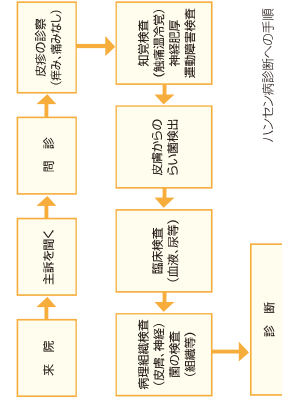 ハンセン病診断への手順
来 院
主訴を聞く
問 診
皮疹の診察
(痒み、痛みなし)
知覚検査
(触痛温冷覚)
神経肥厚
運動障害検査
皮膚からの
らい菌検出
臨床検査
(血液、尿等)
病理組織検査
(皮膚、神経)
菌の検査
(組織等)
診 断